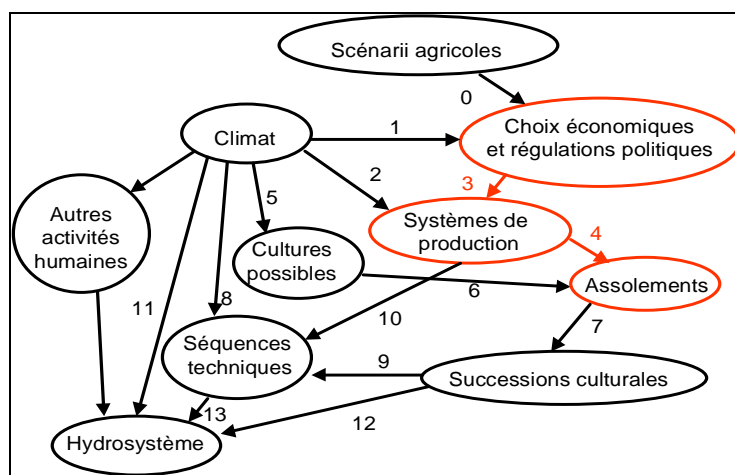 Scénarii agricoles
0
Choix économiques
et régulations politiques
Climat
1
2
3
5
Autres
activités
humaines
Systèmes de
production
4
Cultures
possibles
6
Assolements
11
8
10
7
Séquences
techniques
9
Successions culturales
13
12
Hydrosystème